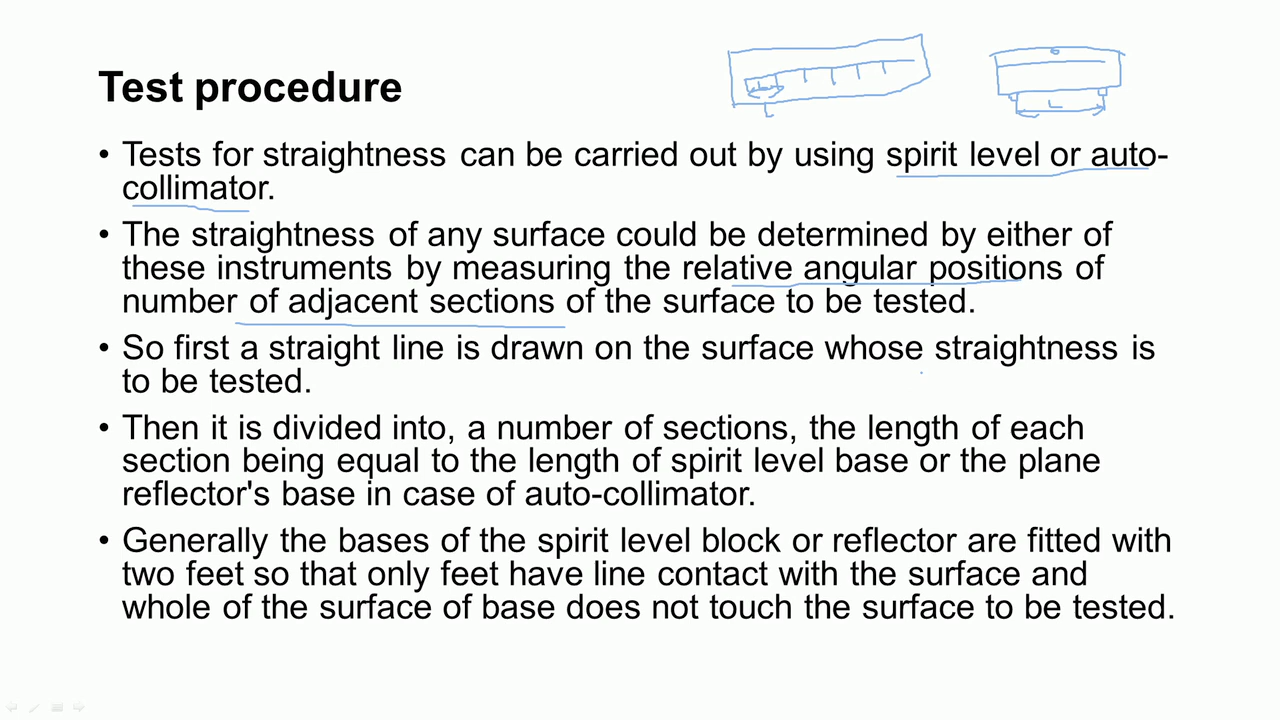 Test procedure
• Tests for straightness can be carried out by using spirit level or auto-
collimator.
• The straightness of any surface could be determined by either of
these instruments by measuring the relative angular positions of
number of adjacent sections of the surface to be tested.
• So first a straight line is drawn on the surface whose straightness is
to be tested.
• Then it is divided into, a number of sections, the length of each
section being equal to the length of spirit level base or the plane
reflector's base in case of auto-collimator.
• Generally the bases of the spirit level block or reflector are fitted with
two feet so that only feet have line contact with the surface and
whole of the surface of base does not touch the surface to be tested.
L
L